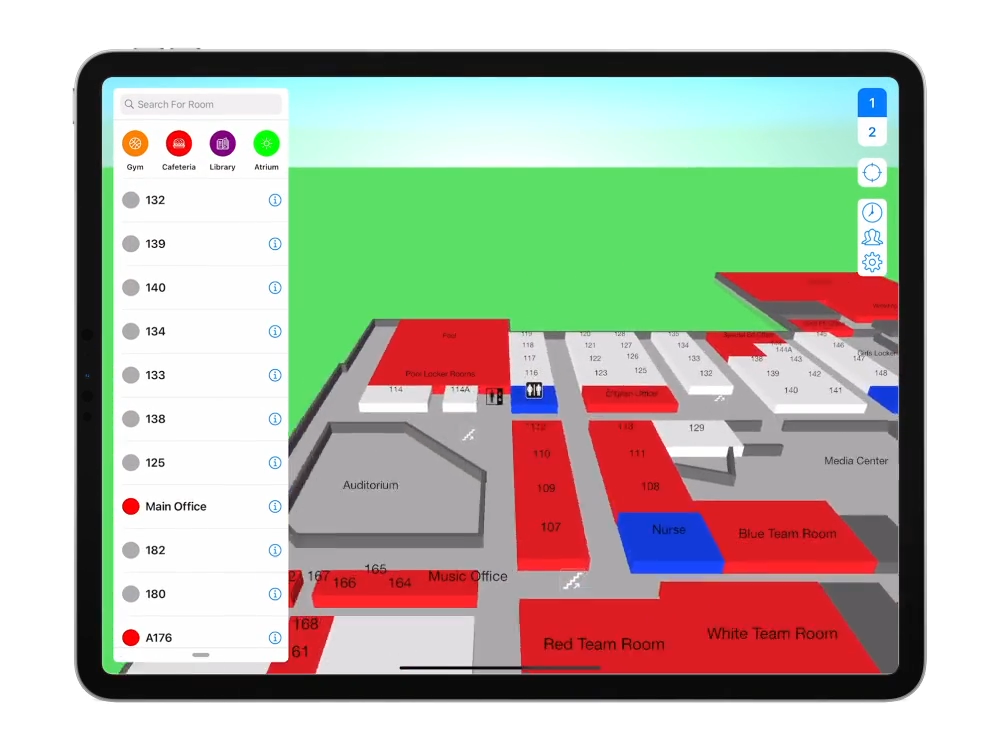 Search For Room
Gym Cafeteria Library Atrium
132
139
140
134
133
138
125
Main Office
182
180
A176
1
2
Pool
Pool Locker Rooms
114
114A
119
118
117
116
120
121
122
123
128
127
126
125
135
134
133
132
Special Ed Office
138
144A
143
139
140
145
146
147
142
141
148
Girls Locker
English Office
129
Media Center
Auditorium
112
110
109
107
113
111
108
Nurse
Blue Team Room
167
166
165
164
Music Office
168
61
Red Team Room
White Team Room